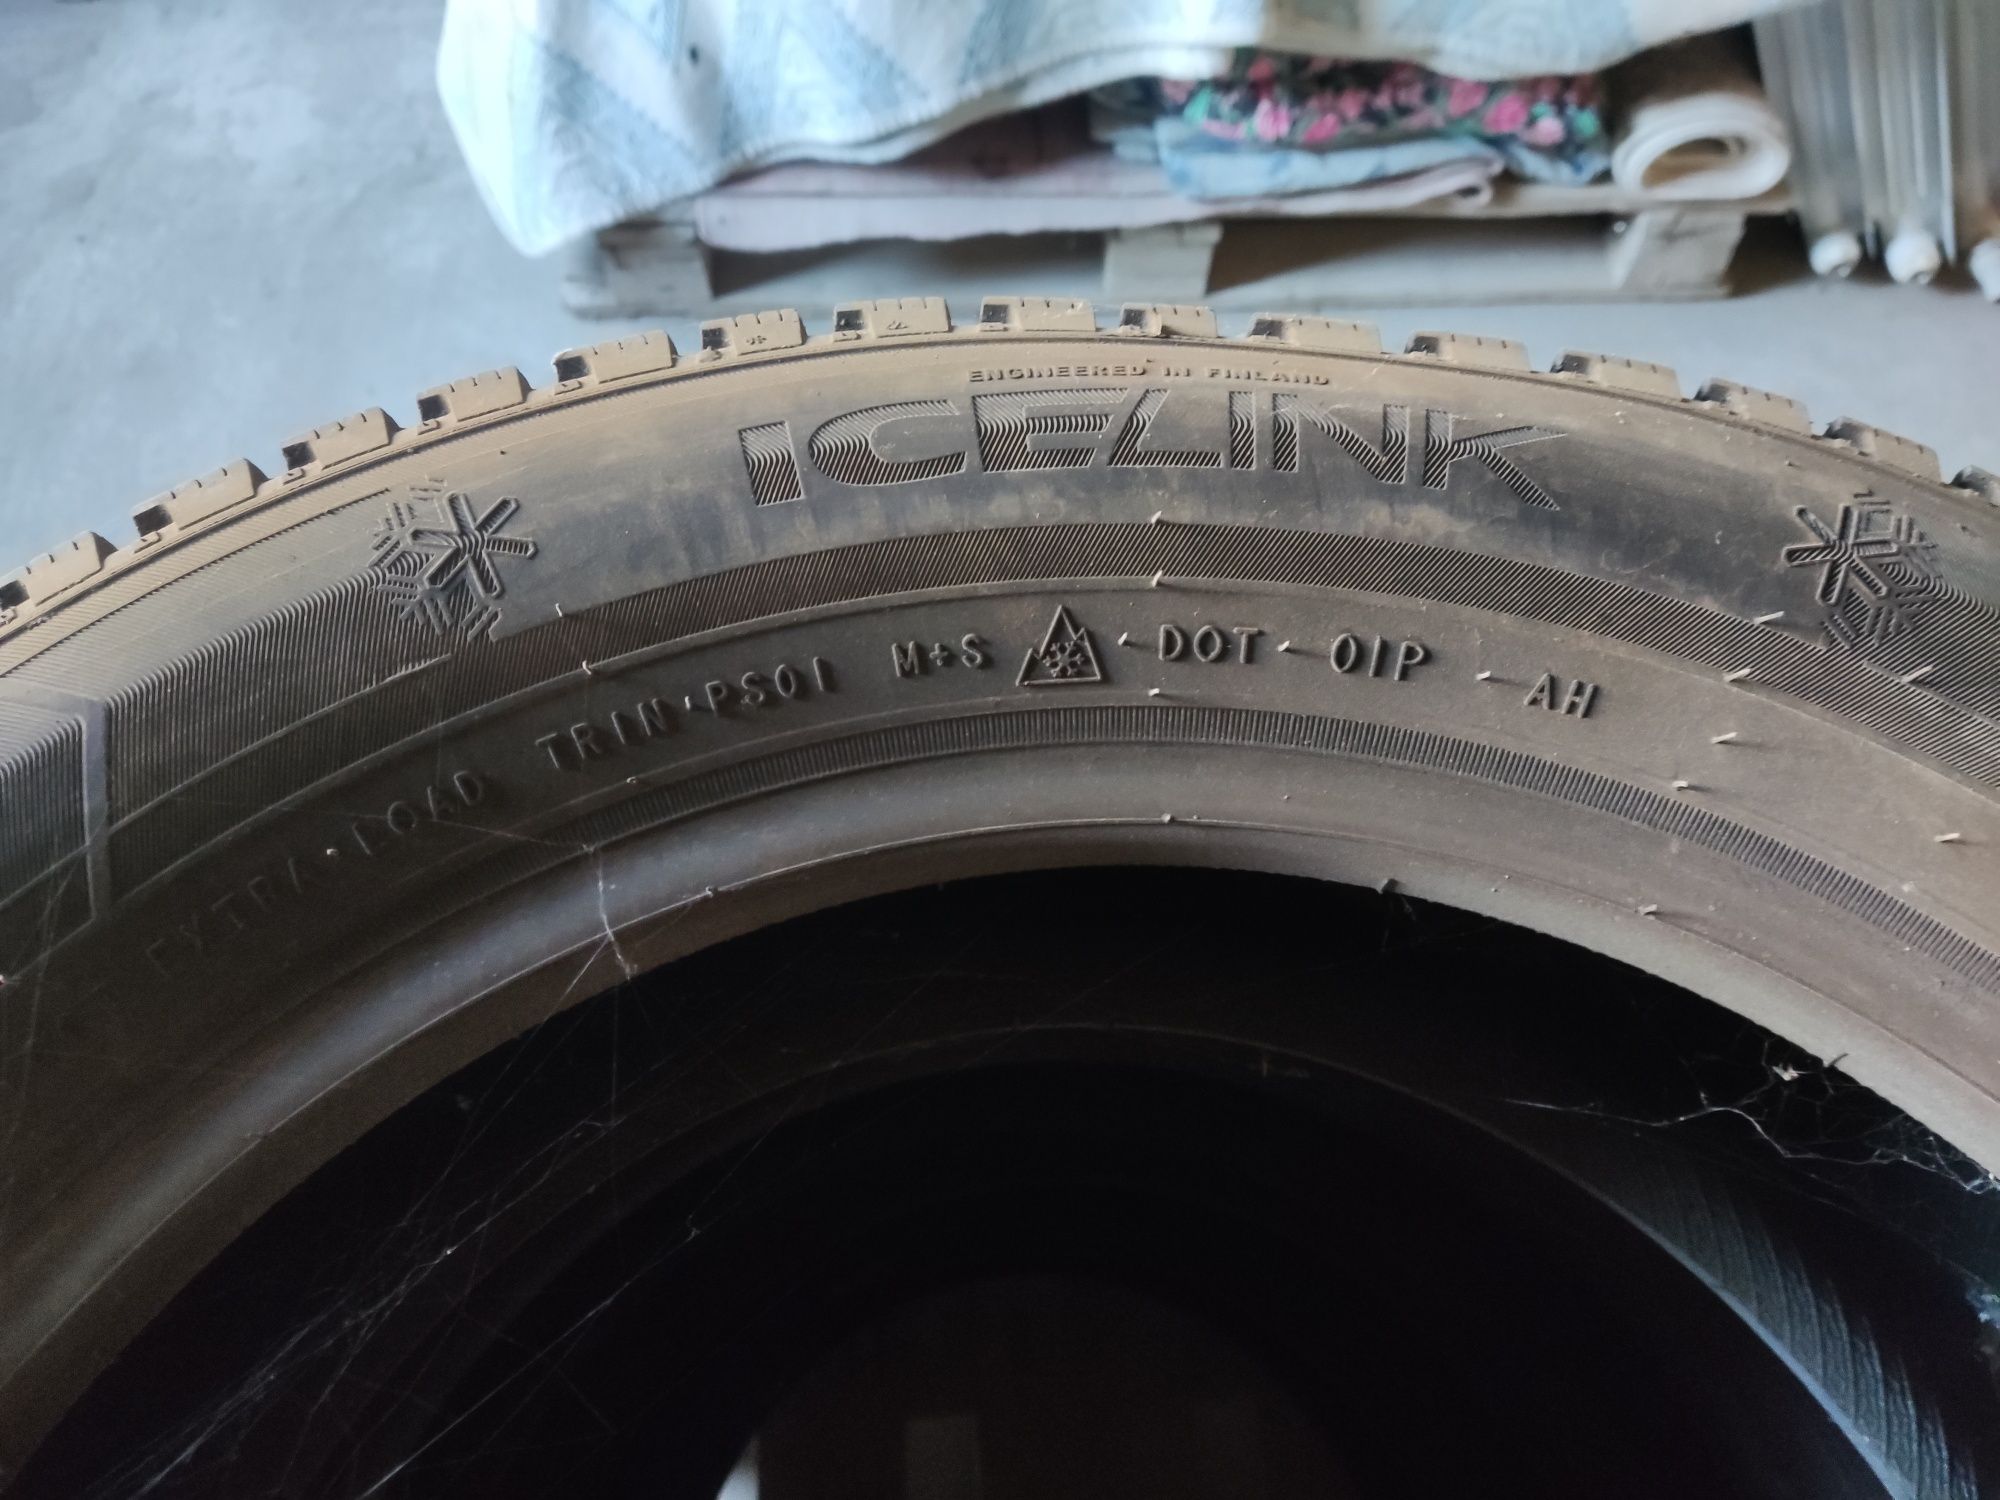 ENGINEERED IN FINLAND
ICELINK
EXTRA LOAD TRIN-PS01 M+S DOT 01P AH